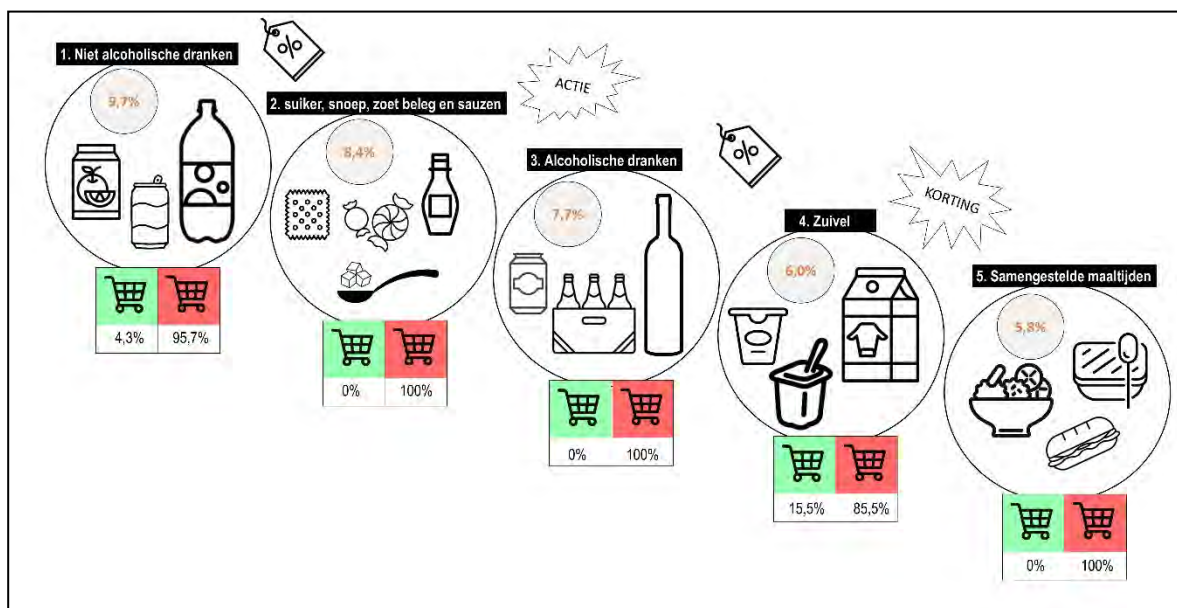 1. Niet alcoholische dranken
9,7%
4,3% 95,7%
%
2. suiker, snoep, zoet beleg en sauzen
8,4%
0% 100%
ACTIE
3. Alcoholische dranken
7,7%
0% 100%
%
4. Zuivel
6,0%
15,5% 85,5%
KORTING
5. Samengestelde maaltijden
5,8%
0% 100%